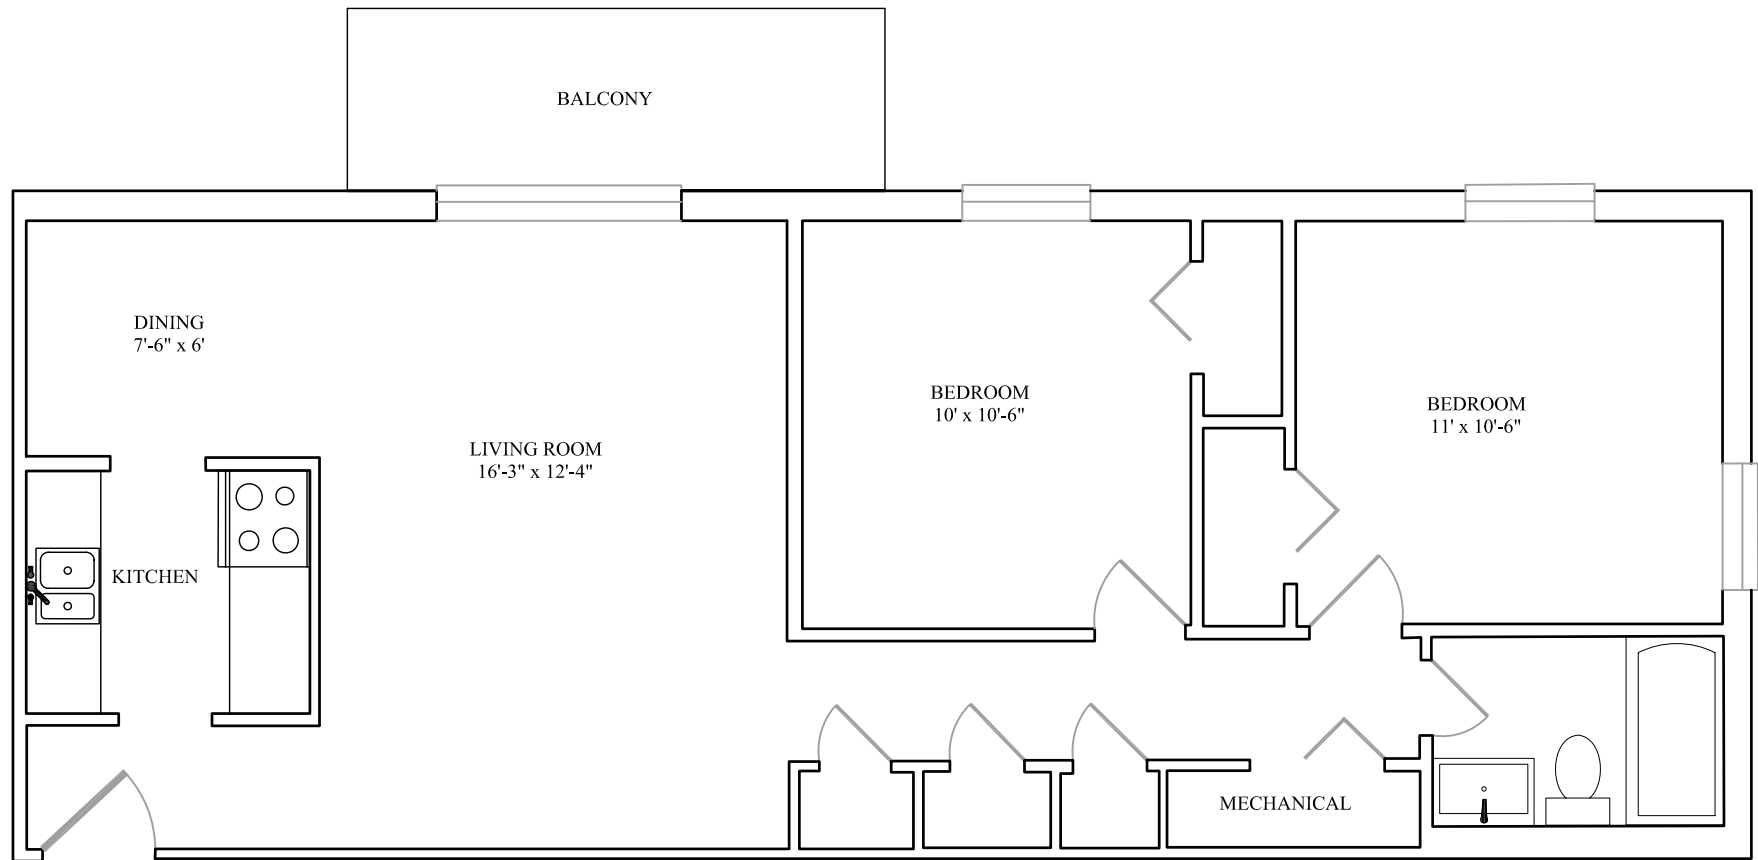 BALCONY
DINING
7'-6" x 6'
BEDROOM
10' x 10'-6"
BEDROOM
11' x 10'-6"
LIVING ROOM
16'-3" x 12'-4"
KITCHEN
MECHANICAL